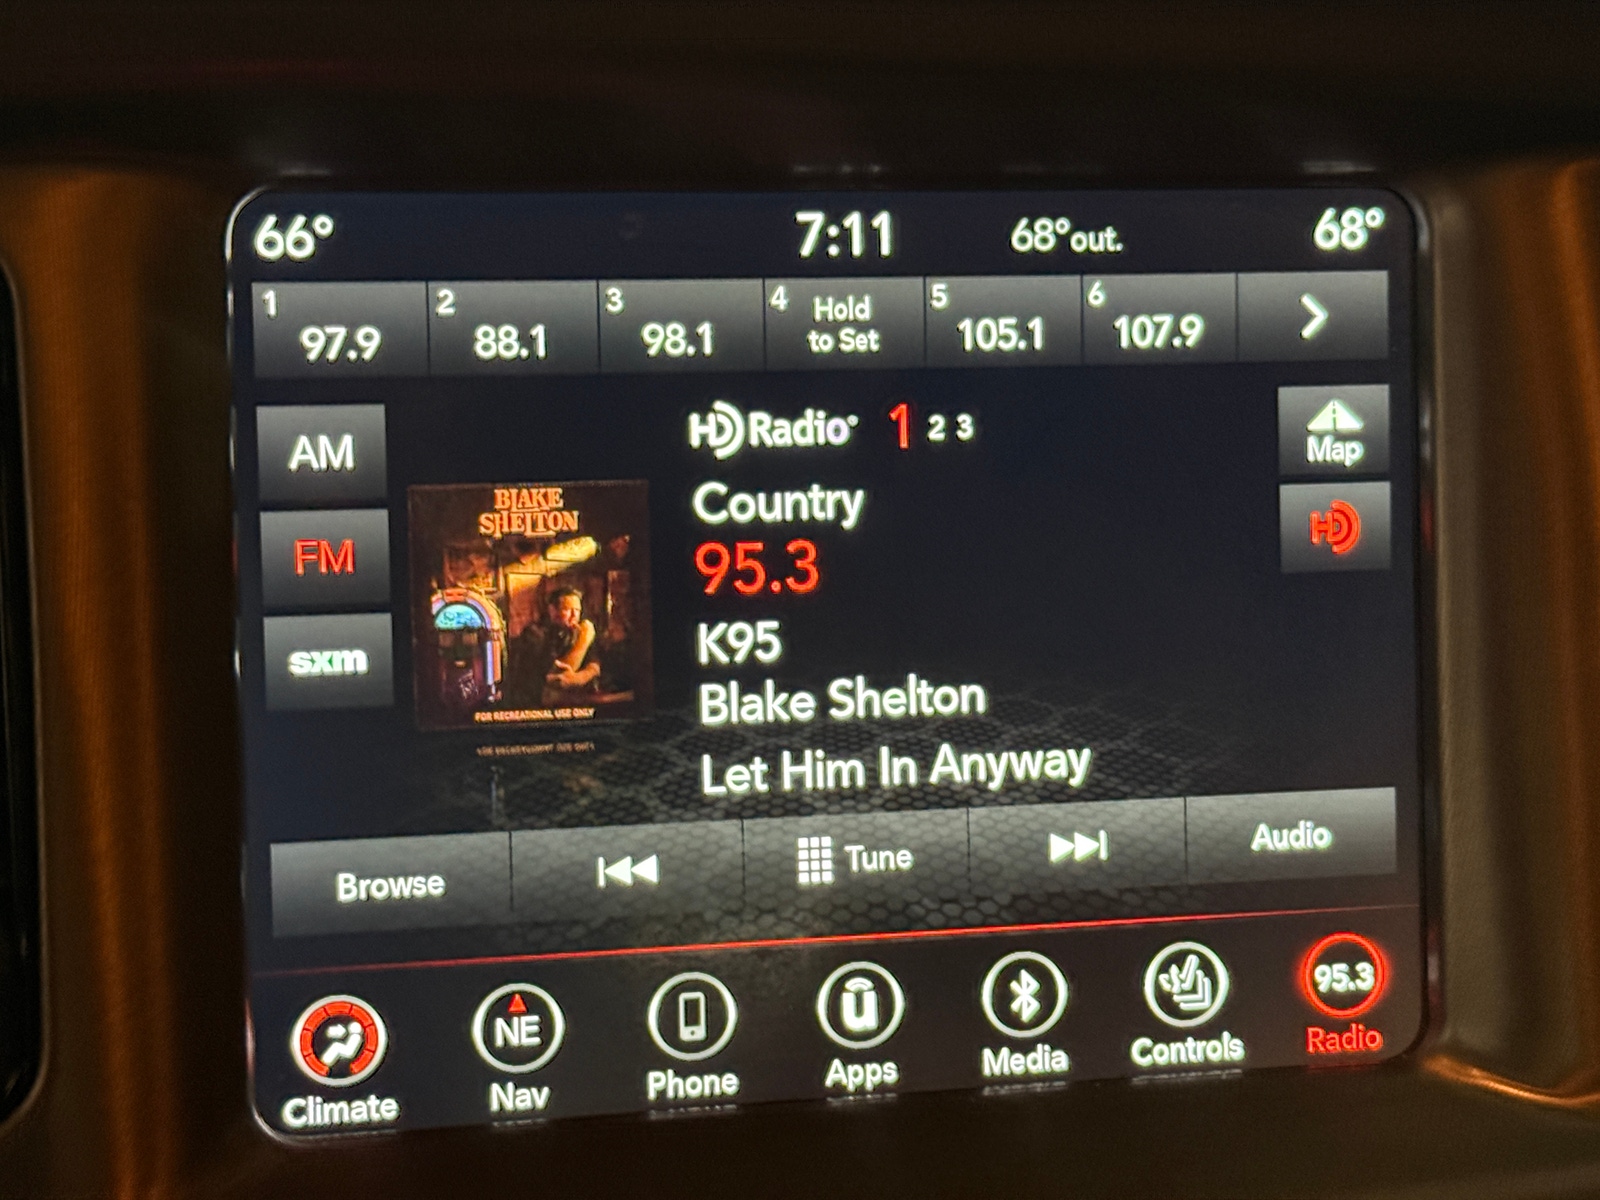 66° 7:11 68°out. 68°
1 97.9
2 88.1
3 98.1
4 Hold to Set
5 105.1
6 107.9
AM
HD Radio 1 2 3
Map
Country
HD
FM
95.3
BLAKE
SHELTON
FOR RECREATIONAL USE ONLY
K95
sxm
Blake Shelton
Let Him In Anyway
Browse
Tune
Audio
NE
u
95.3
Climate
Nav
Phone
Apps
Media
Controls
Radio